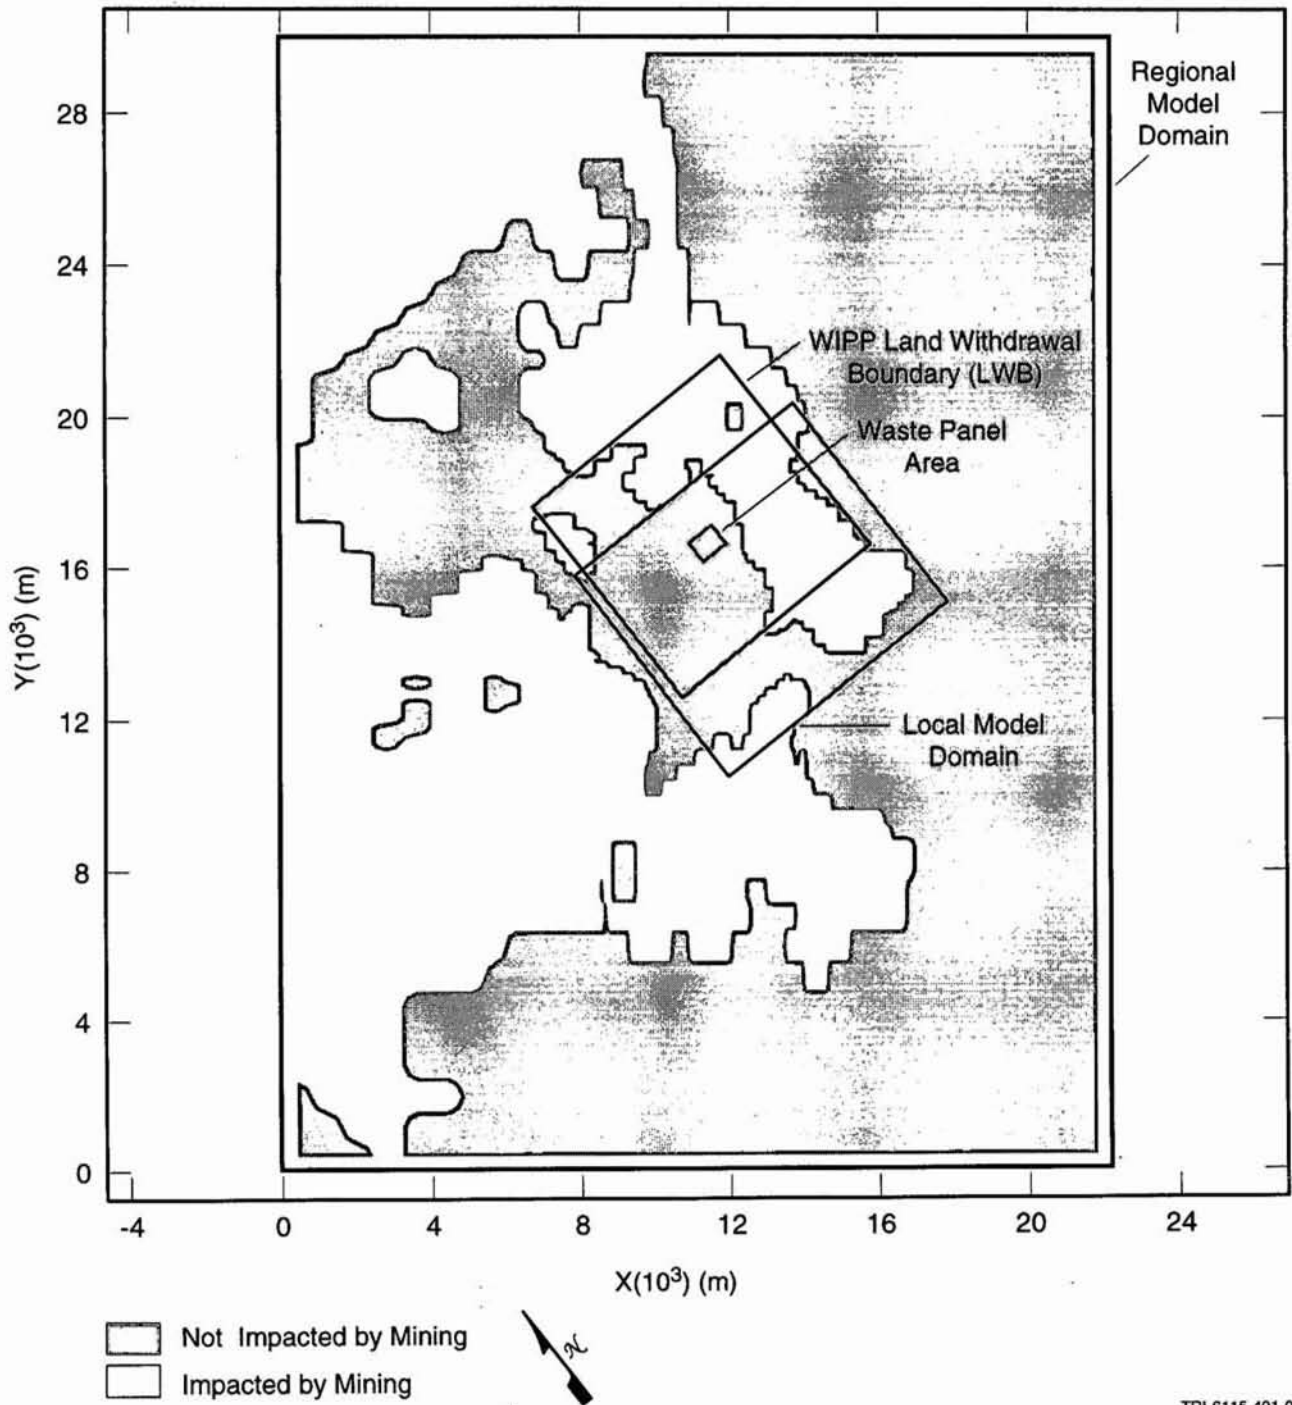 Regional
Model
Domain
28
24
WIPP Land Withdrawal
Boundary (LWB)
20
Waste Panel
Area
16
Y(10³) (m)
12
Local Model
Domain
8
4
0
-4 0 4 8 12 16 20 24
X(10³) (m)
N
Not Impacted by Mining
Impacted by Mining